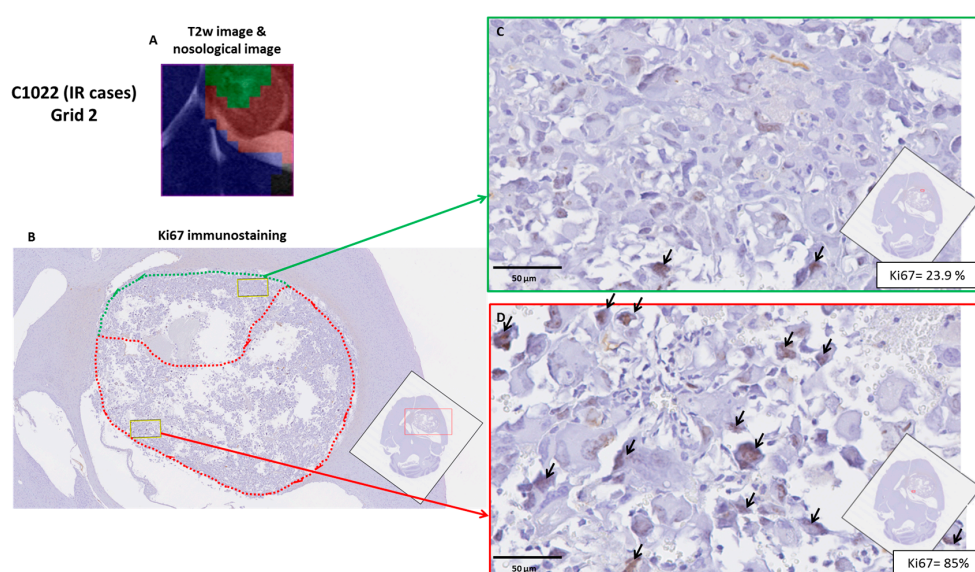 A
T2w image &
nosological image
C1022 (IR cases)
Grid 2
B
Ki67 immunostaining
C
50 µm
Ki67= 23.9 %
D
50 µm
Ki67= 85%